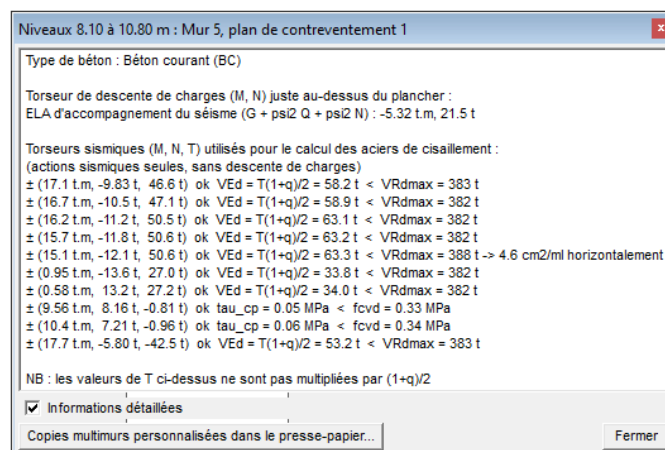 Niveaux 8.10 à 10.80 m : Mur 5, plan de contreventement 1
Type de béton : Béton courant (BC)
Torseur de descente de charges (M, N) juste au-dessus du plancher :
ELA d'accompagnement du séisme (G + psi2 Q + psi2 N) : -5.32 t.m, 21.5 t
Torseurs sismiques (M, N, T) utilisés pour le calcul des aciers de cisaillement :
(actions sismiques seules, sans descente de charges)
± (17.1 t.m, -9.83 t, 46.6 t) ok VEd = T(1+q)/2 = 58.2 t < VRdmax = 383 t
± (16.7 t.m, -10.5 t, 47.1 t) ok VEd = T(1+q)/2 = 58.9 t < VRdmax = 382 t
± (16.2 t.m, -11.2 t, 50.5 t) ok VEd = T(1+q)/2 = 63.1 t < VRdmax = 382 t
± (15.7 t.m, -11.8 t, 50.6 t) ok VEd = T(1+q)/2 = 63.2 t < VRdmax = 382 t
± (15.1 t.m, -12.1 t, 50.6 t) ok VEd = T(1+q)/2 = 63.3 t < VRdmax = 388 t -> 4.6 cm2/ml horizontalement
± (0.95 t.m, -13.6 t, 27.0 t) ok VEd = T(1+q)/2 = 33.8 t < VRdmax = 382 t
± (0.58 t.m, 13.2 t, 27.2 t) ok VEd = T(1+q)/2 = 34.0 t < VRdmax = 382 t
± (9.56 t.m, 8.16 t, -0.81 t) ok tau_cp = 0.05 MPa < fcvd = 0.33 MPa
± (10.4 t.m, 7.21 t, -0.96 t) ok tau_cp = 0.06 MPa < fcvd = 0.34 MPa
± (17.7 t.m, -5.80 t, -42.5 t) ok VEd = T(1+q)/2 = 53.2 t < VRdmax = 383 t
NB : les valeurs de T ci-dessus ne sont pas multipliées par (1+q)/2
Informations détaillées
Copies multimurs personnalisées dans le presse-papier...
Fermer